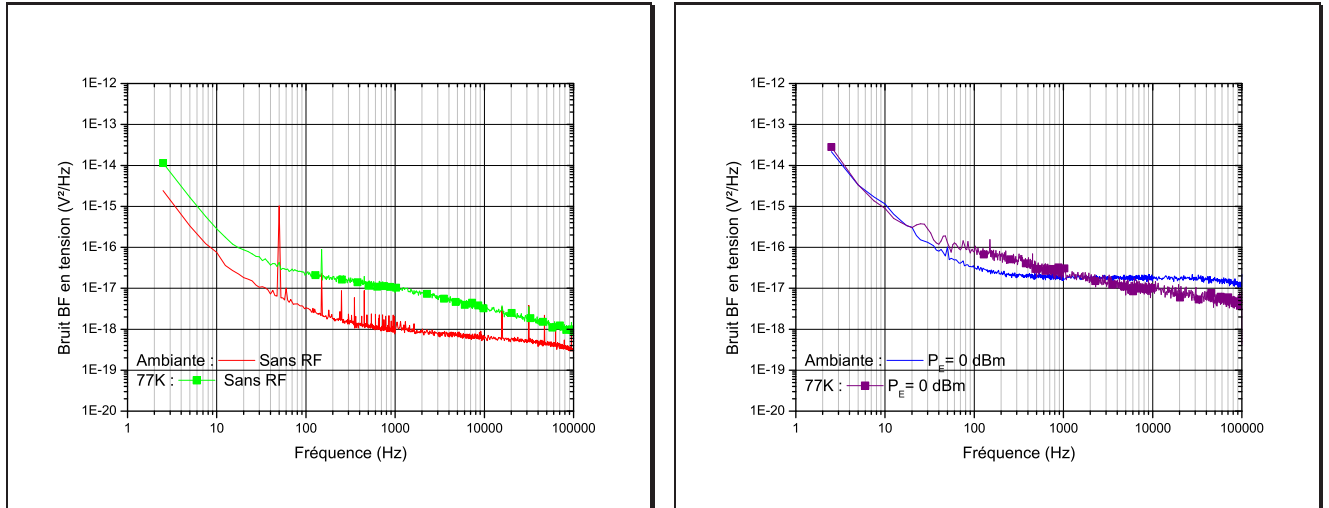 1E-12
1E-13
1E-14
1E-15
1E-16
1E-17
1E-18
1E-19
1E-20
Bruit BF en tension (V²/Hz)
Ambiante : Sans RF
77K : Sans RF
1 10 100 1000 10000 100000
Fréquence (Hz)
1E-12
1E-13
1E-14
1E-15
1E-16
1E-17
1E-18
1E-19
1E-20
Bruit BF en tension (V²/Hz)
Ambiante : P_E= 0 dBm
77K : P_E= 0 dBm
1 10 100 1000 10000 100000
Fréquence (Hz)